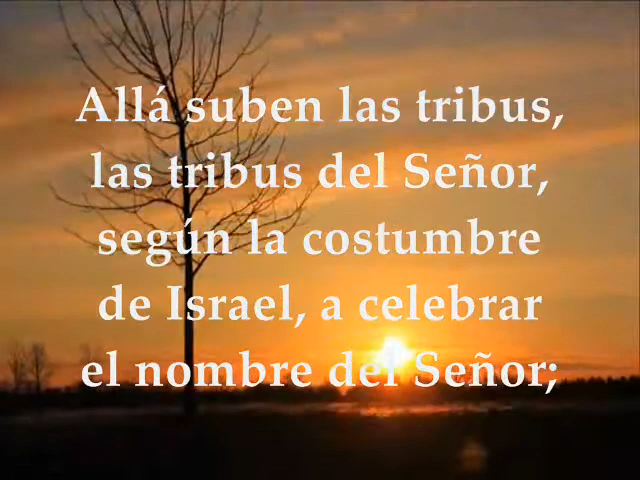 Allá suben las tribus,
las tribus del Señor,
según la costumbre
de Israel, a celebrar
el nombre del Señor;